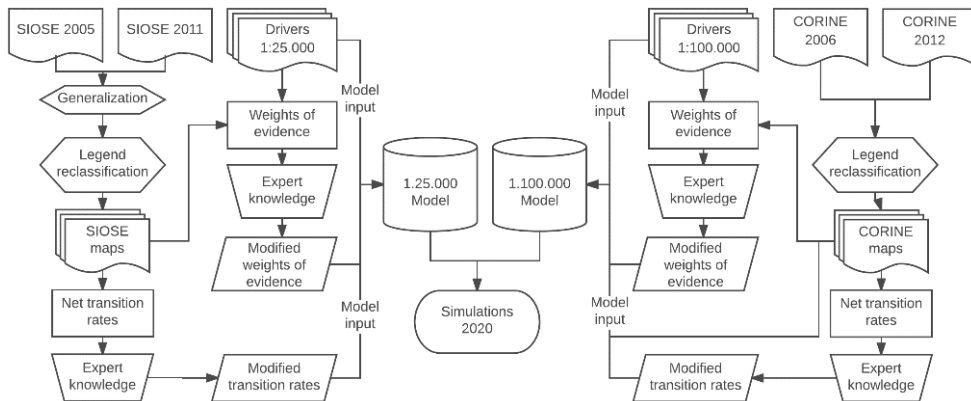 SIOSE 2005
SIOSE 2011
Drivers
1:25.000
Drivers
1:100.000
CORINE
2006
CORINE
2012
Generalization
Model
input
Model
input
Weights of
evidence
Weights of
evidence
Legend
reclassification
Expert
knowledge
1.25.000
Model
1.100.000
Model
Expert
knowledge
Legend
reclassification
SIOSE
maps
Modified
weights of
evidence
Modified
weights of
evidence
CORINE
maps
Net transition
rates
Model
input
Simulations
2020
Model
input
Net transition
rates
Expert
knowledge
Modified
transition rates
Modified
transition rates
Expert
knowledge